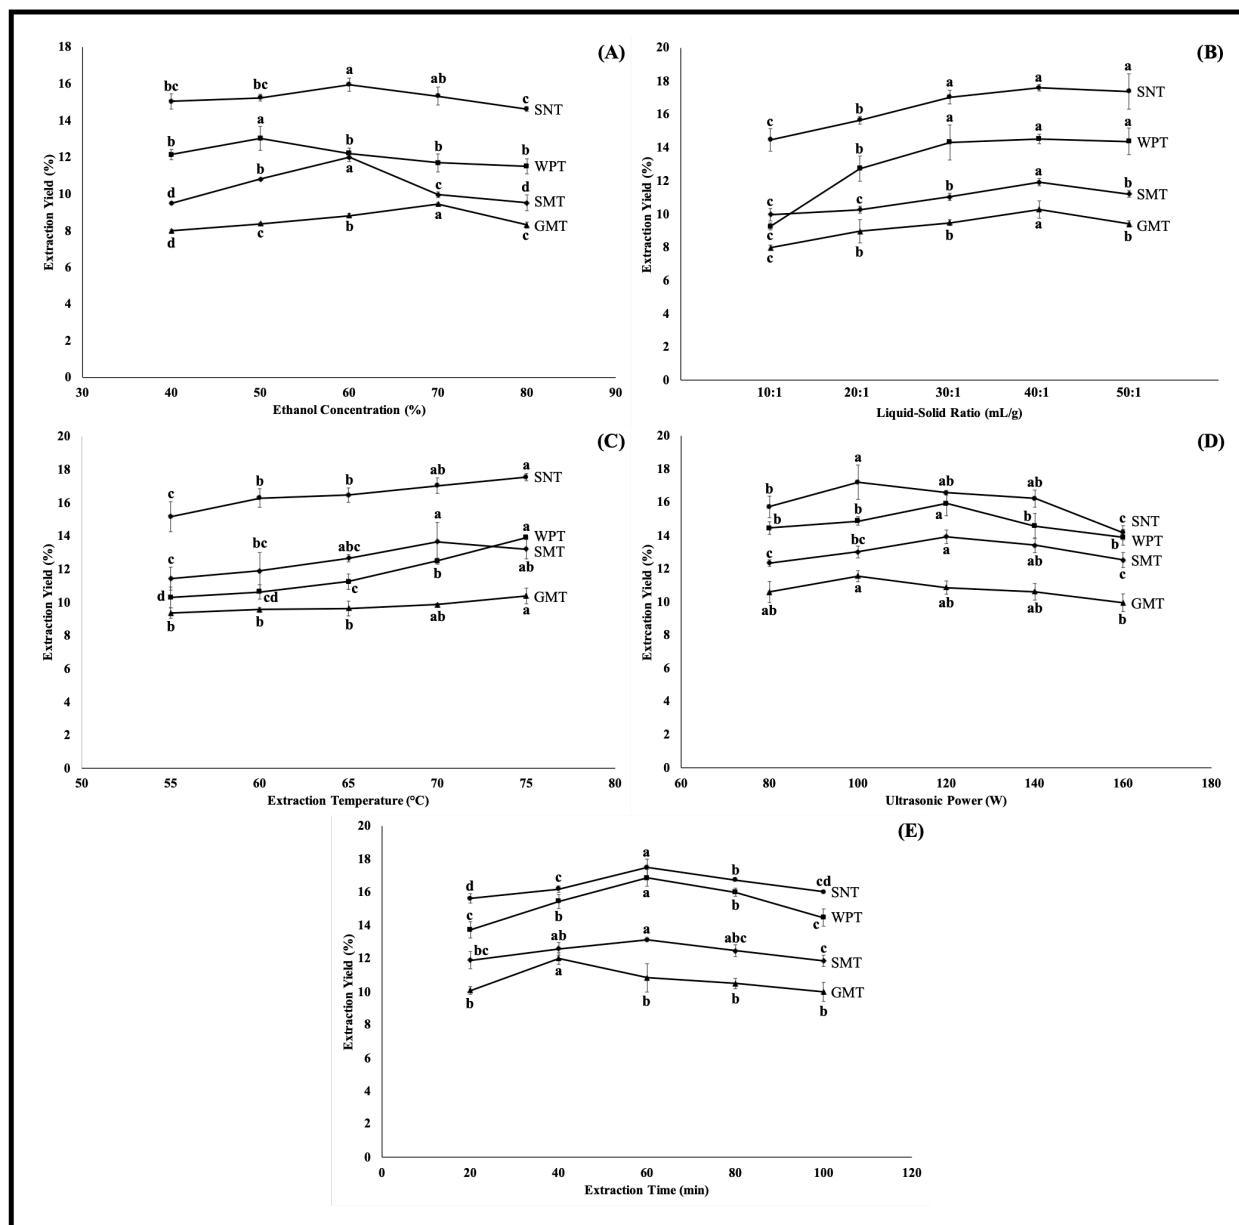 (A)
Extraction Yield (%)
18
16
14
12
10
8
6
4
2
0
bc bc a ab c
SNT
b a b b b
WPT
d b a c d
SMT
d c b a c
GMT
30 40 50 60 70 80 90
Ethanol Concentration (%)
(B)
Extraction Yield (%)
20
18
16
14
12
10
8
6
4
2
0
c b a a a
SNT
c b a a a
WPT
c c b a b
SMT
c b b a b
GMT
10:1 20:1 30:1 40:1 50:1
Liquid-Solid Ratio (mL/g)
(C)
Extraction Yield (%)
20
18
16
14
12
10
8
6
4
2
0
c b b ab a
SNT
d cd c b a
WPT
c bc abc a ab
SMT
b b b ab a
GMT
50 55 60 65 70 75 80
Extraction Temperature (°C)
(D)
Extrcation Yield (%)
20
18
16
14
12
10
8
6
4
2
0
b a ab ab c
SNT
b b a b b
WPT
c bc a ab c
SMT
ab a ab ab b
GMT
60 80 100 120 140 160 180
Ultrasonic Power (W)
(E)
Extraction Yield (%)
20
18
16
14
12
10
8
6
4
2
0
d c a b cd
SNT
c b a b c
WPT
bc ab a abc c
SMT
b a b b b
GMT
0 20 40 60 80 100 120
Extraction Time (min)